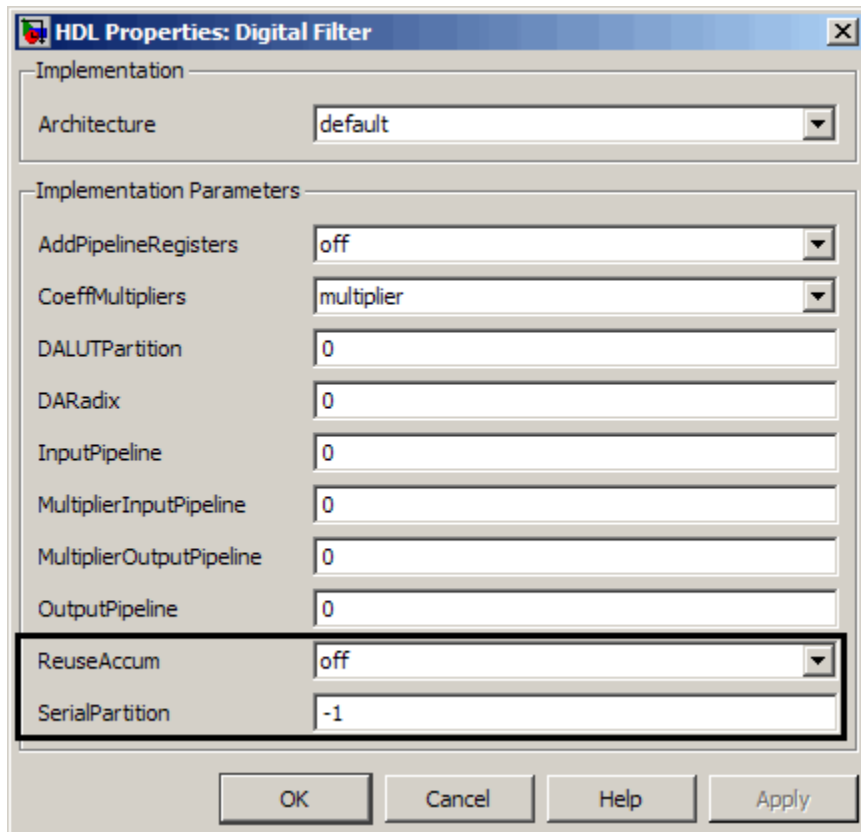 HDL Properties: Digital Filter
Implementation
Architecture default
Implementation Parameters
AddPipelineRegisters off
CoeffMultipliers multiplier
DALUTPartition 0
DARadix 0
InputPipeline 0
MultiplierInputPipeline 0
MultiplierOutputPipeline 0
OutputPipeline 0
ReuseAccum off
SerialPartition -1
OK Cancel Help Apply